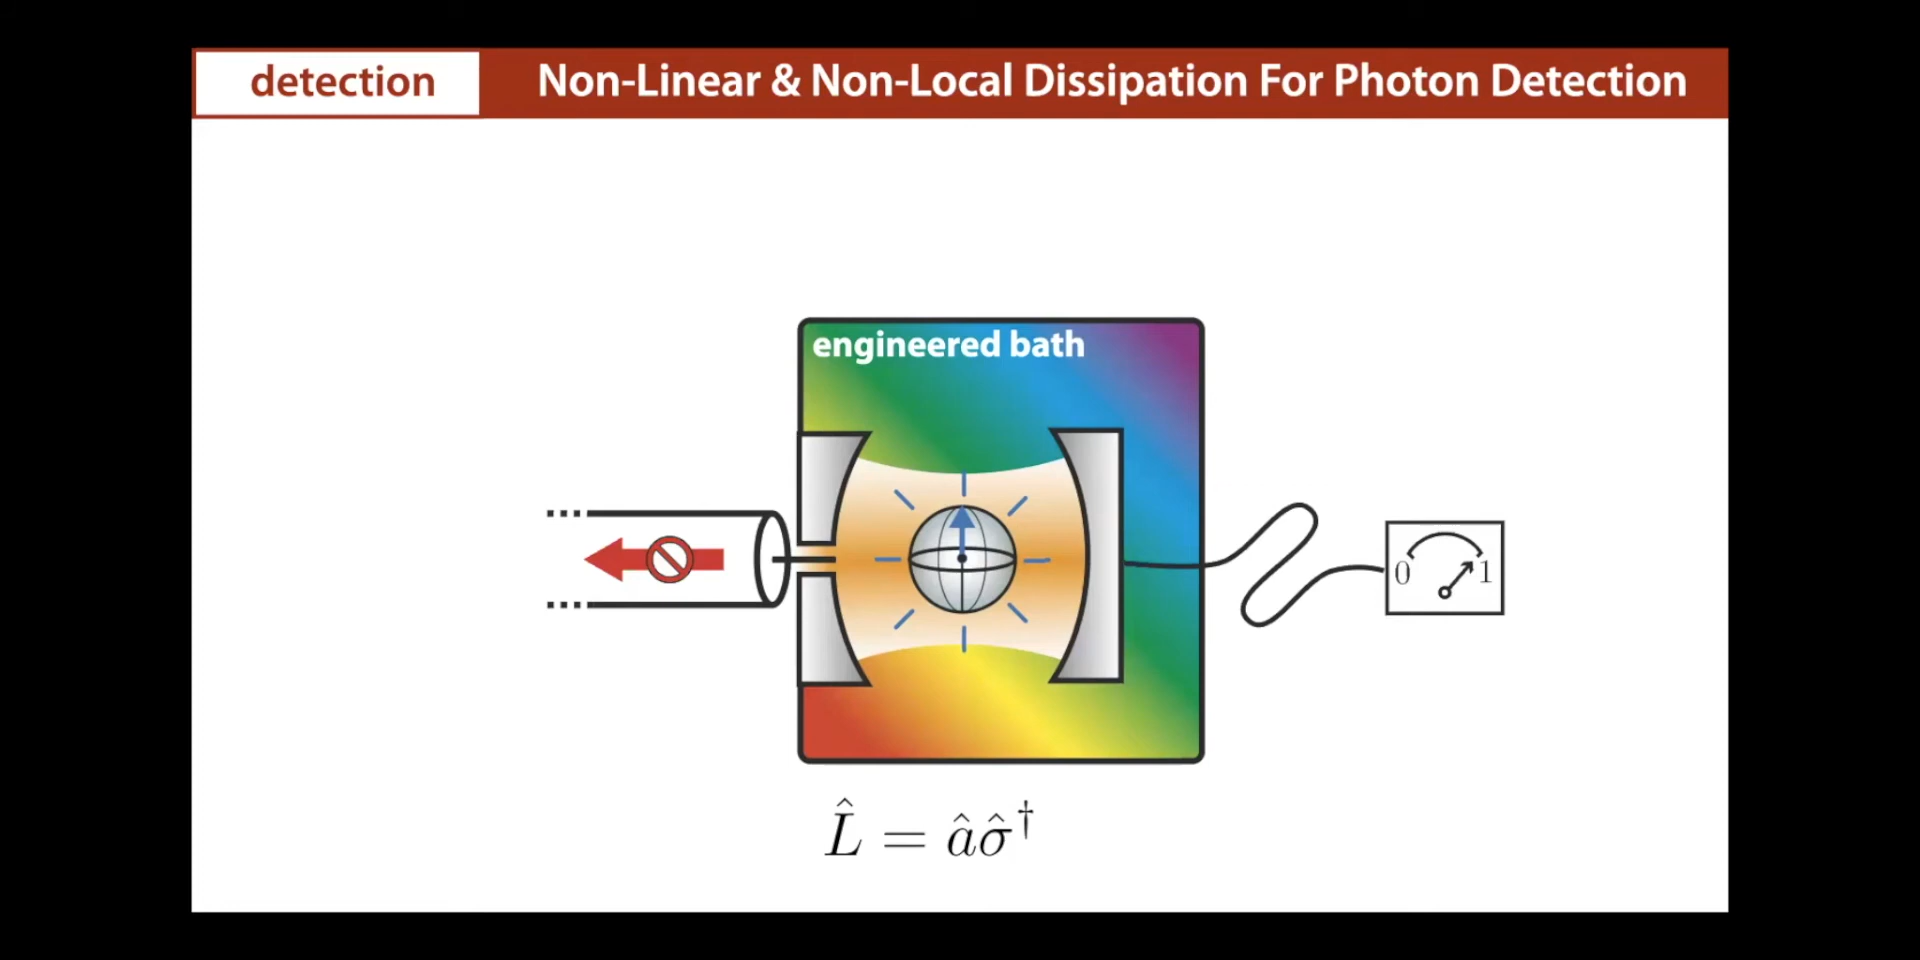 detection
Non-Linear & Non-Local Dissipation For Photon Detection
engineered bath
0 1
L̂ = âσ̂†